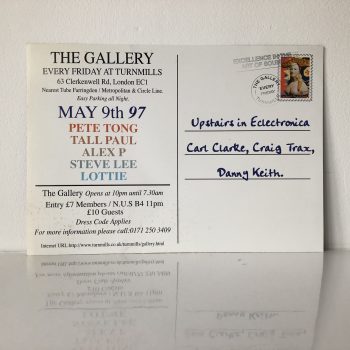 THE GALLERY
EVERY FRIDAY AT TURNMILLS
63 Clerkenwell Rd, London EC1
Nearest Tube Farringdon / Metropolitan & Circle Line.
Easy Parking all Night.
MAY 9th 97
PETE TONG
TALL PAUL
ALEX P
STEVE LEE
LOTTIE
The Gallery Opens at 10pm until 7.30am
Entry £7 Members / N.U.S B4 11pm
£10 Guests
Dress Code Applies
For more information please call:0171 250 3409
Internet URL http://www.turnmills.co.uk/turnmills/gallery.html
EXCELLENCE IN THE
ART OF
THE GALLERY
EVERY
FRIDAY
TURNMILLS
Upstairs in Eclectronica
Carl Clarke, Craig Trax,
Danny Keith.